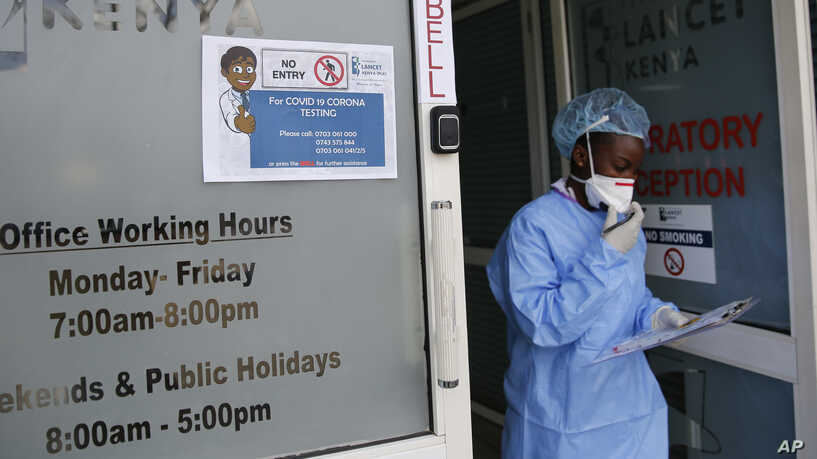 KENYA
NO
ENTRY
LANCET
For COVID 19 CORONA
TESTING
Please call: 0703 061 000
0743 575 844
0703 061 041/2/5
or press the BELL for further assistance
BELL
Office Working Hours
Monday- Friday
7:00am-8:00pm
ekends & Public Holidays
8:00am - 5:00pm
LANCET
KENYA
RATORY
CEPTION
LANCET
NO SMOKING
AP